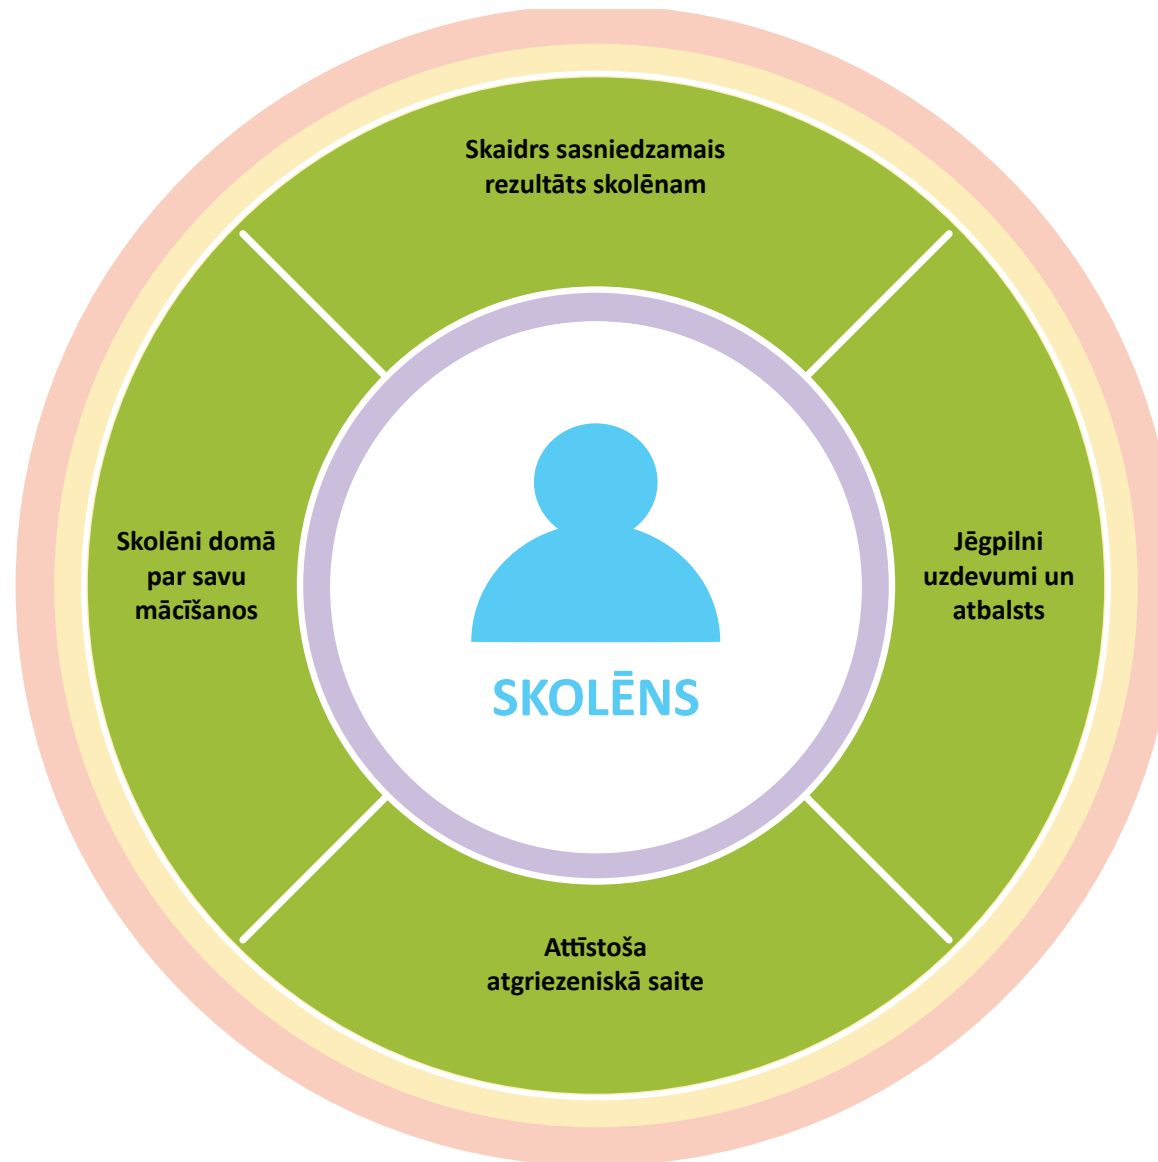 Skaidrs sasniedzamais
rezultāts skolēnam
Skolēni domā
par savu
mācīšanos
Jēgpilni
uzdevumi un
atbalsts
SKOLĒNS
Attīstoša
atgriezeniskā saite